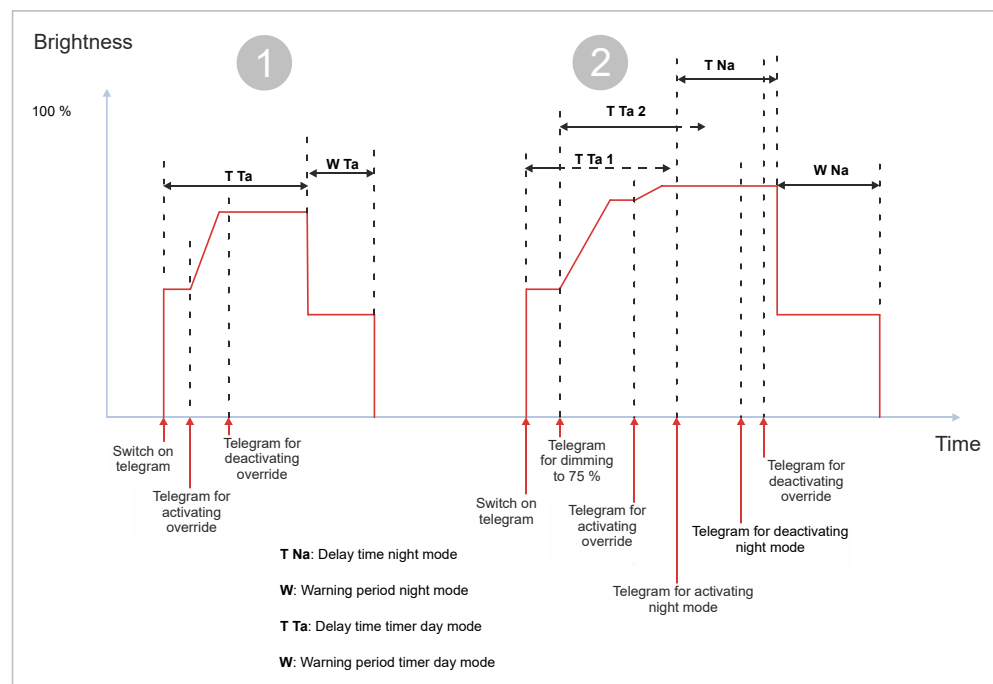 Brightness
1
2
T Na
100 %
T Ta 2
W Ta
T Ta 1
T Ta
W Na
Time
Switch on
telegram
Telegram for
deactivating
override
Telegram for
activating
override
Switch on
telegram
Telegram
for dimming
to 75 %
Telegram for
activating
override
Telegram for
deactivating
override
Telegram for deactivating
night mode
Telegram for activating
night mode
T Na: Delay time night mode
W: Warning period night mode
T Ta: Delay time timer day mode
W: Warning period timer day mode